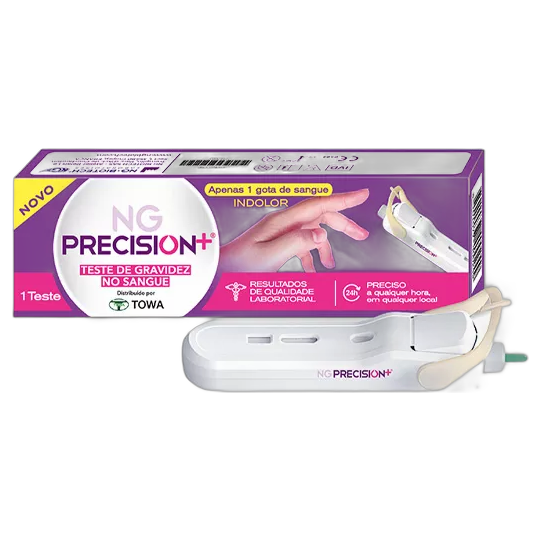 NOVO
NG
PRECISION+®
TESTE DE GRAVIDEZ
NO SANGUE
Distribuído por
TOWA
1 Teste
Apenas 1 gota de sangue
INDOLOR
PRECISION+
RESULTADOS
DE QUALIDADE
LABORATORIAL
24h
PRECISO
a qualquer hora,
em qualquer local
NG PRECISION+